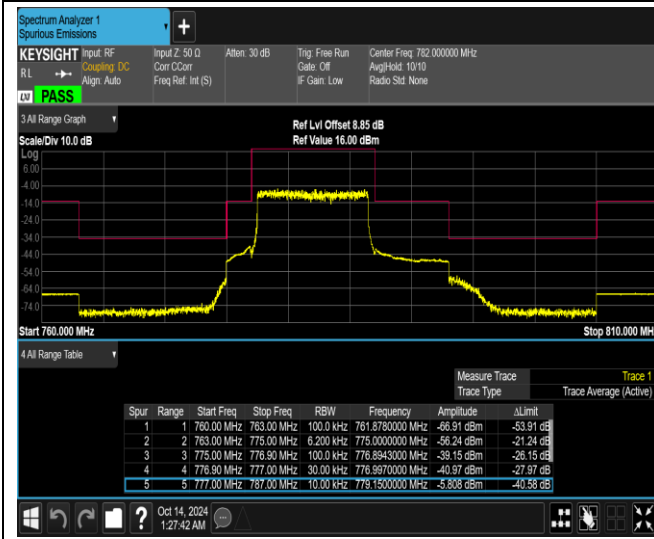 Spectrum Analyzer 1
Spurious Emissions
+
KEYSIGHT Input: RF Input Z: 50 Ω Atten: 30 dB Trig: Free Run Center Freq: 782.000000 MHz
RL Coupling: DC Corr CCorr Gate: Off Avg|Hold: 10/10
Align: Auto Freq Ref: Int (S) IF Gain: Low Radio Std: None
LXI PASS
3 All Range Graph
Ref Lvl Offset 8.85 dB
Scale/Div 10.0 dB Ref Value 16.00 dBm
Log
6.00
-4.00
-14.0
-24.0
-34.0
-44.0
-54.0
-64.0
-74.0
Start 760.000 MHz Stop 810.000 MH
4 All Range Table
Measure Trace Trace 1
Trace Type Trace Average (Active)
Spur Range Start Freq Stop Freq RBW Frequency Amplitude ΔLimit
1 1 760.00 MHz 763.00 MHz 100.0 kHz 761.8780000 MHz -66.91 dBm -53.91 dB
2 2 763.00 MHz 775.00 MHz 6.200 kHz 775.0000000 MHz -56.24 dBm -21.24 dB
3 3 775.00 MHz 776.90 MHz 100.0 kHz 776.8943000 MHz -39.15 dBm -26.15 dB
4 4 776.90 MHz 777.00 MHz 30.00 kHz 776.9970000 MHz -40.97 dBm -27.97 dB
5 5 777.00 MHz 787.00 MHz 10.00 kHz 779.1500000 MHz -5.808 dBm -40.58 dB
? Oct 14, 2024
1:27:42 AM